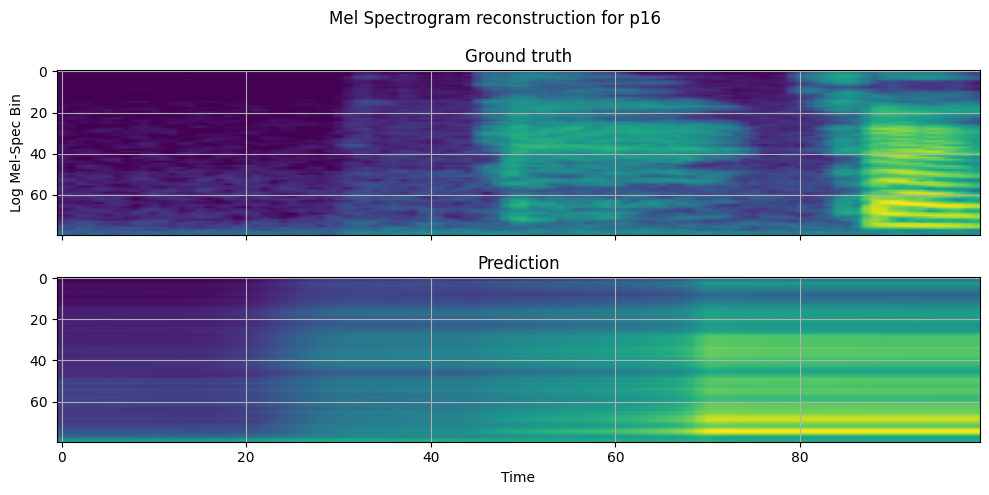 Mel Spectrogram reconstruction for p16
Ground truth
Log Mel-Spec Bin
0
20
40
60
Prediction
0
20
40
60
0 20 40 60 80
Time